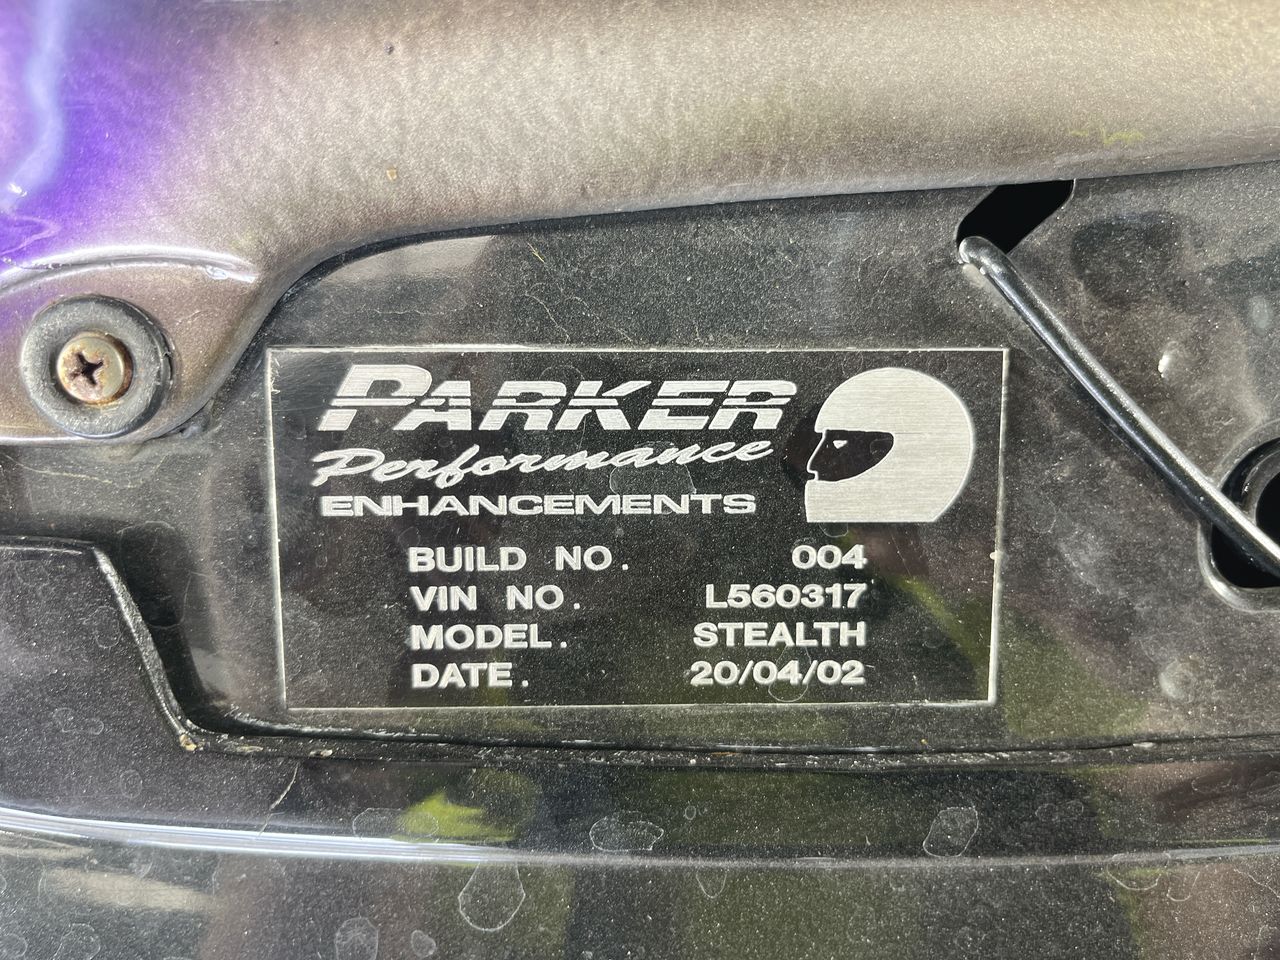 PARKER
Performance
ENHANCEMENTS
BUILD NO. 004
VIN NO. L560317
MODEL. STEALTH
DATE. 20/04/02